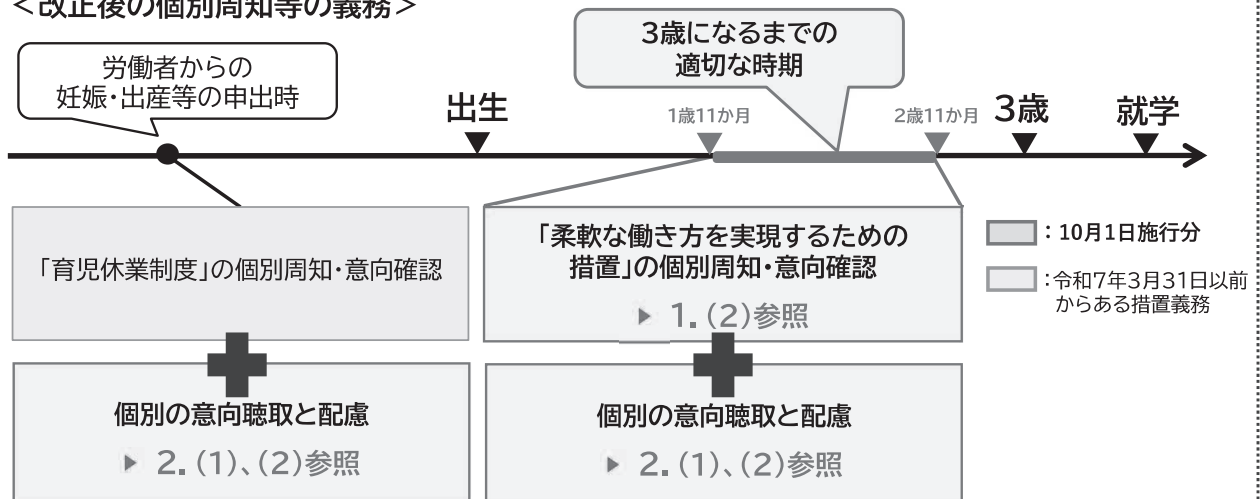 ＜改正後の個別周知等の義務＞
労働者からの
妊娠・出産等の申出時
3歳になるまでの
適切な時期
出生
1歳11か月
2歳11か月
3歳
就学
「育児休業制度」の個別周知・意向確認
「柔軟な働き方を実現するための
措置」の個別周知・意向確認
▶ 1.（2）参照
：10月1日施行分
：令和7年3月31日以前
からある措置義務
個別の意向聴取と配慮
▶ 2.（1）、（2）参照
個別の意向聴取と配慮
▶ 2.（1）、（2）参照